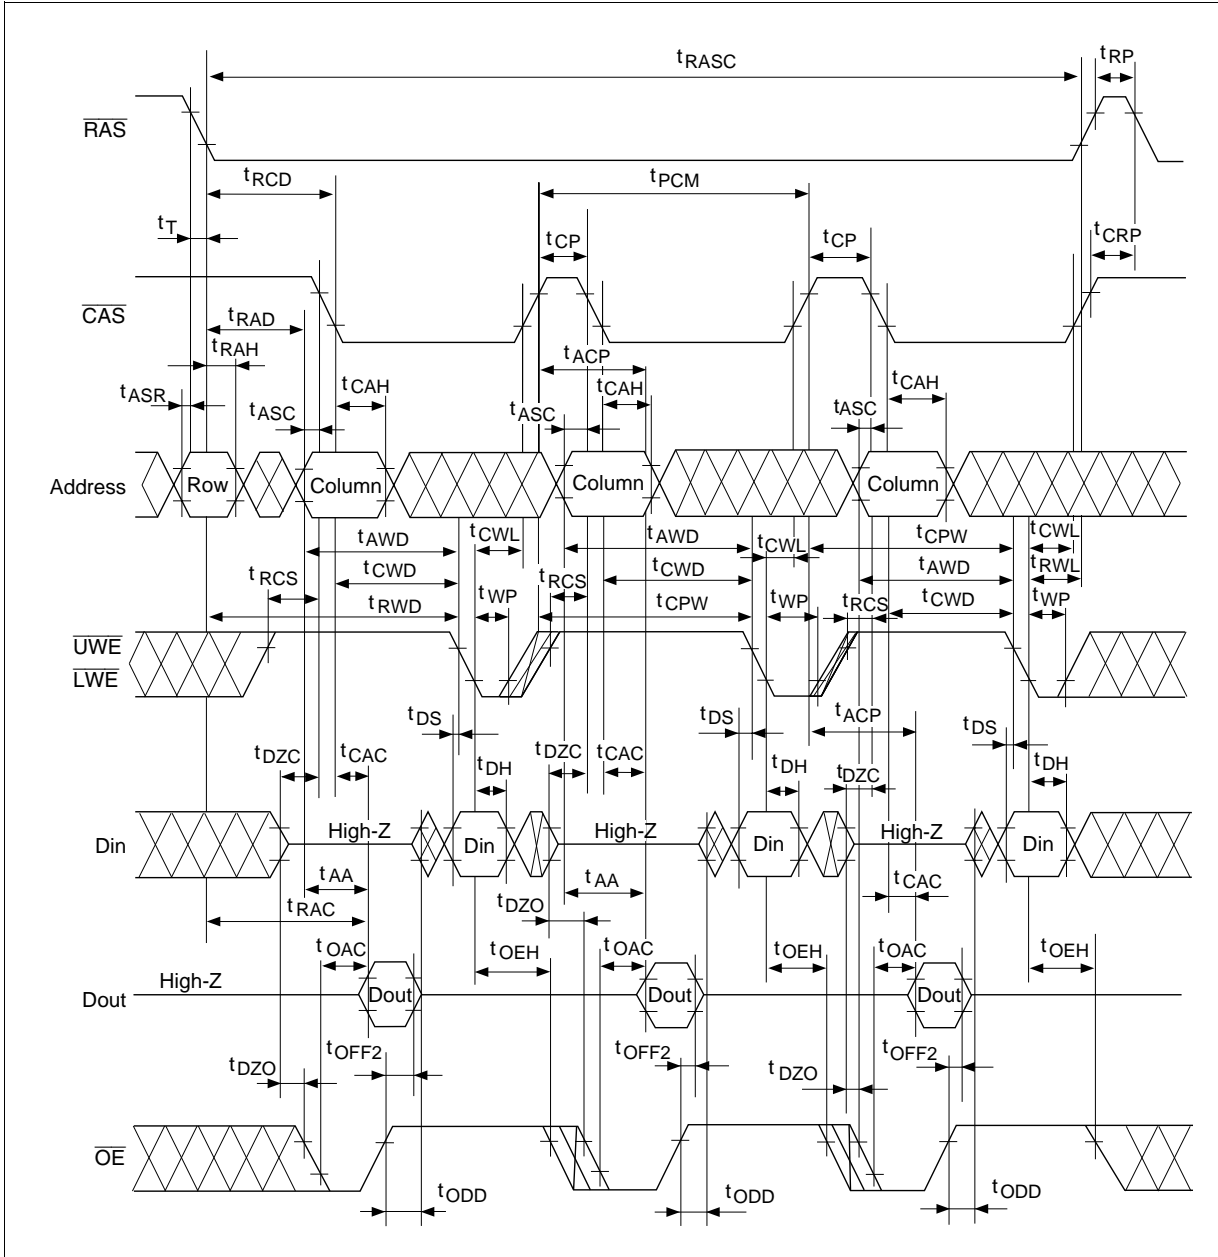 tRASC
tRP
RAS
tRCD
tPCM
tT
tCP
tCP
tCRP
CAS
tRAD
tRAH
tACP
tASR
tCAH
tCAH
tCAH
tASC
tASC
tASC
Address
Row
Column
Column
Column
tAWD
tCWL
tAWD
tCWL
tCPW
tCWL
tRCS
tCWD
tRCS
tCWD
tAWD
tRWL
tRWD
tWP
tCPW
tWP
tRCS
tCWD
tWP
UWE
LWE
tDS
tDS
tACP
tDS
tDZC
tCAC
tDZC
tCAC
tDH
tDH
tDZC
tDH
Din
High-Z
Din
High-Z
Din
High-Z
Din
tAA
tAA
tCAC
tRAC
tDZO
tOAC
tOEH
tOAC
tOEH
tOAC
tOEH
Dout
High-Z
Dout
Dout
Dout
tDZO
tOFF2
tOFF2
tDZO
tOFF2
OE
tODD
tODD
tODD